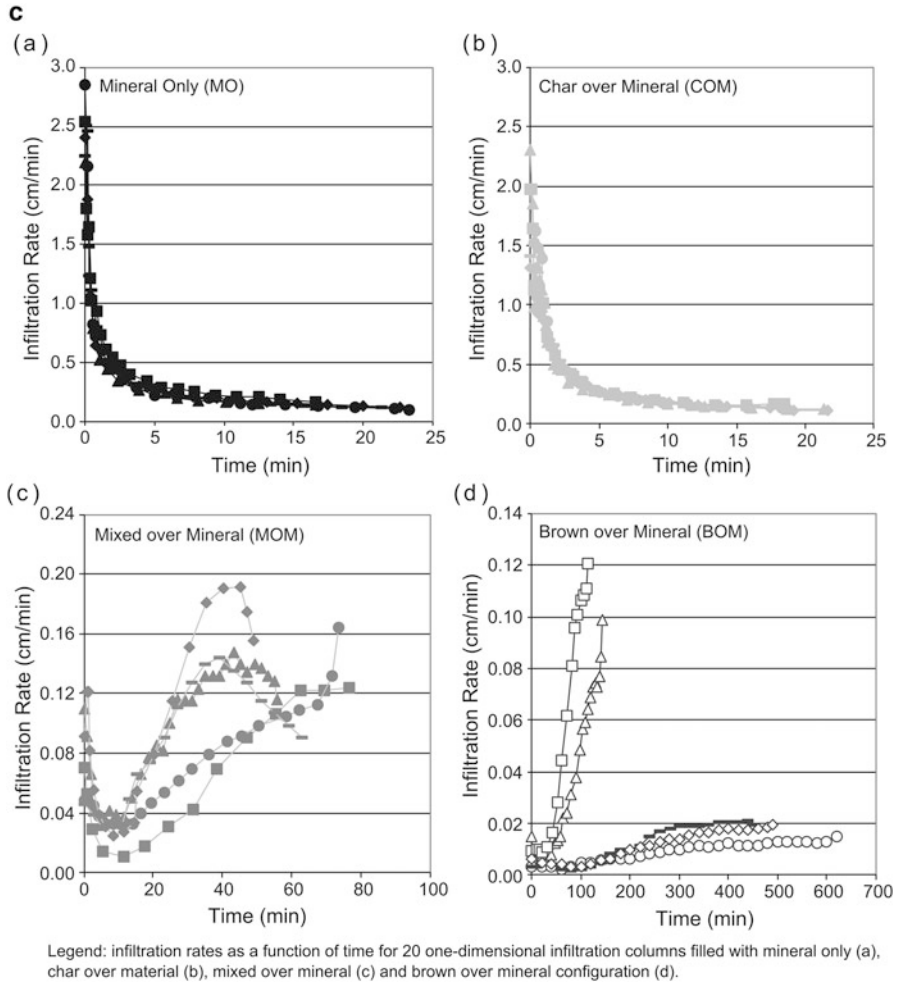 c
(a)
3.0
Mineral Only (MO)
2.5
2.0
1.5
1.0
0.5
0.0
Infiltration Rate (cm/min)
0 5 10 15 20 25
Time (min)
(b)
3.0
Char over Mineral (COM)
2.5
2.0
1.5
1.0
0.5
0.0
Infiltration Rate (cm/min)
0 5 10 15 20 25
Time (min)
(c)
0.24
Mixed over Mineral (MOM)
0.20
0.16
0.12
0.08
0.04
0.00
Infiltration Rate (cm/min)
0 20 40 60 80 100
Time (min)
(d)
0.14
Brown over Mineral (BOM)
0.12
0.10
0.08
0.06
0.04
0.02
0.00
Infiltration Rate (cm/min)
0 100 200 300 400 500 600 700
Time (min)
Legend: infiltration rates as a function of time for 20 one-dimensional infiltration columns filled with mineral only (a),
char over material (b), mixed over mineral (c) and brown over mineral configuration (d).